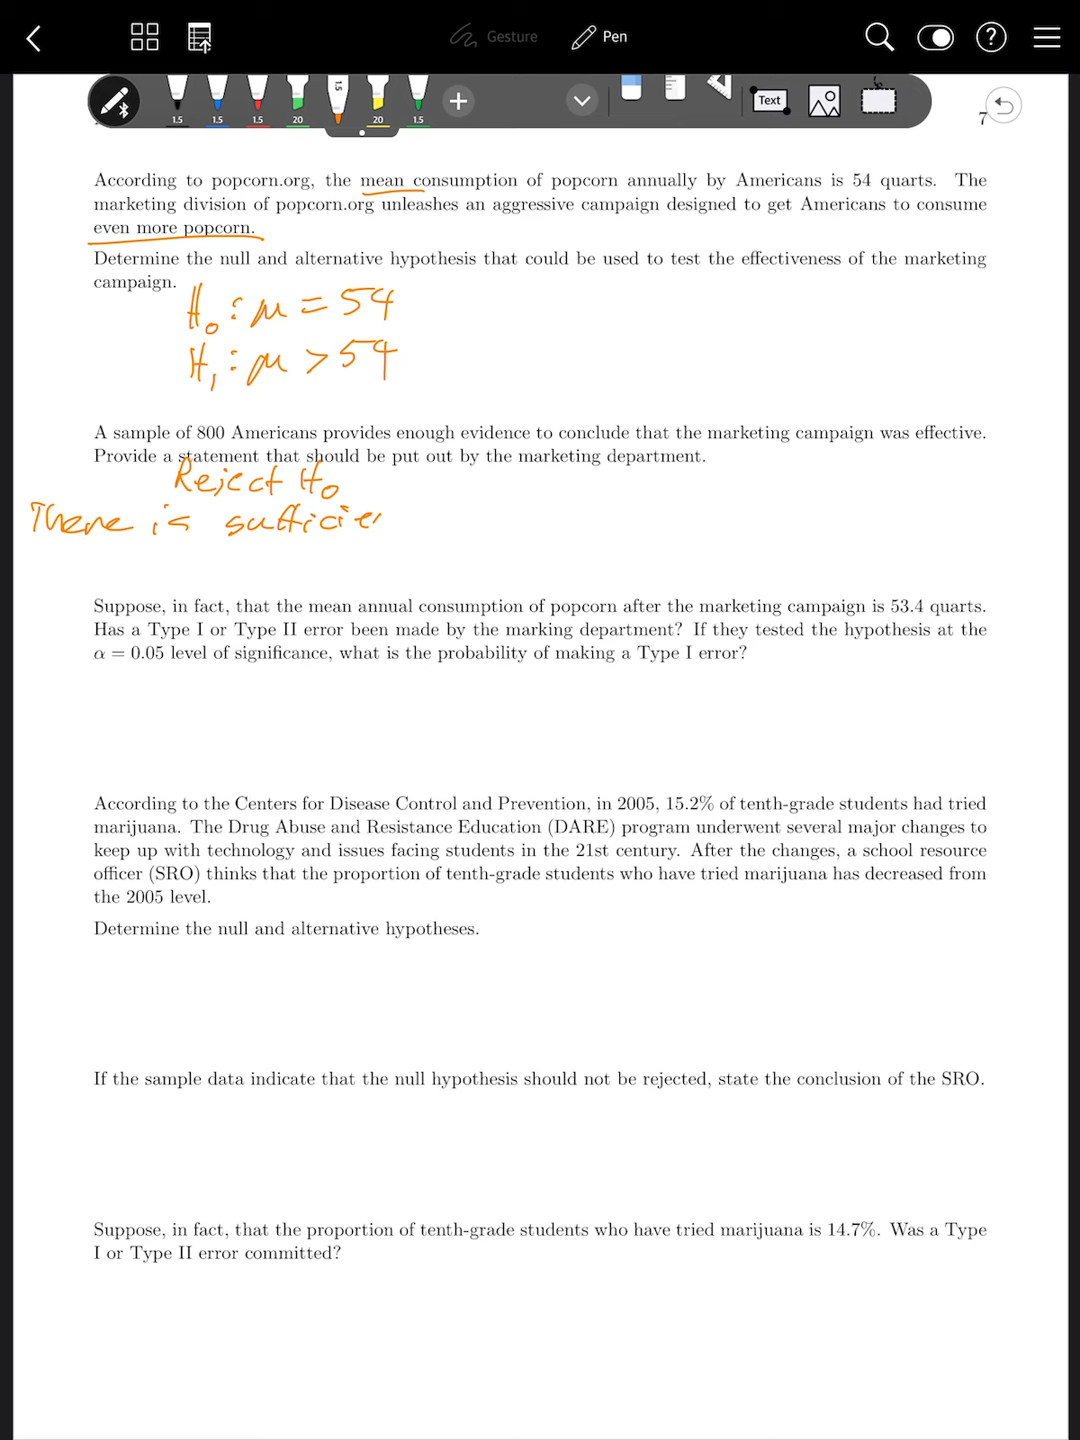 Gesture
Pen
1.5
1.5
1.5
20
1.5
20
1.5
Text
7
According to popcorn.org, the mean consumption of popcorn annually by Americans is 54 quarts. The
marketing division of popcorn.org unleashes an aggressive campaign designed to get Americans to consume
even more popcorn.
Determine the null and alternative hypothesis that could be used to test the effectiveness of the marketing
campaign.
H₀ : μ = 54
H₁ : μ > 54
A sample of 800 Americans provides enough evidence to conclude that the marketing campaign was effective.
Provide a statement that should be put out by the marketing department.
Reject H₀
There is sufficie
Suppose, in fact, that the mean annual consumption of popcorn after the marketing campaign is 53.4 quarts.
Has a Type I or Type II error been made by the marking department? If they tested the hypothesis at the
α = 0.05 level of significance, what is the probability of making a Type I error?
According to the Centers for Disease Control and Prevention, in 2005, 15.2% of tenth-grade students had tried
marijuana. The Drug Abuse and Resistance Education (DARE) program underwent several major changes to
keep up with technology and issues facing students in the 21st century. After the changes, a school resource
officer (SRO) thinks that the proportion of tenth-grade students who have tried marijuana has decreased from
the 2005 level.
Determine the null and alternative hypotheses.
If the sample data indicate that the null hypothesis should not be rejected, state the conclusion of the SRO.
Suppose, in fact, that the proportion of tenth-grade students who have tried marijuana is 14.7%. Was a Type
I or Type II error committed?